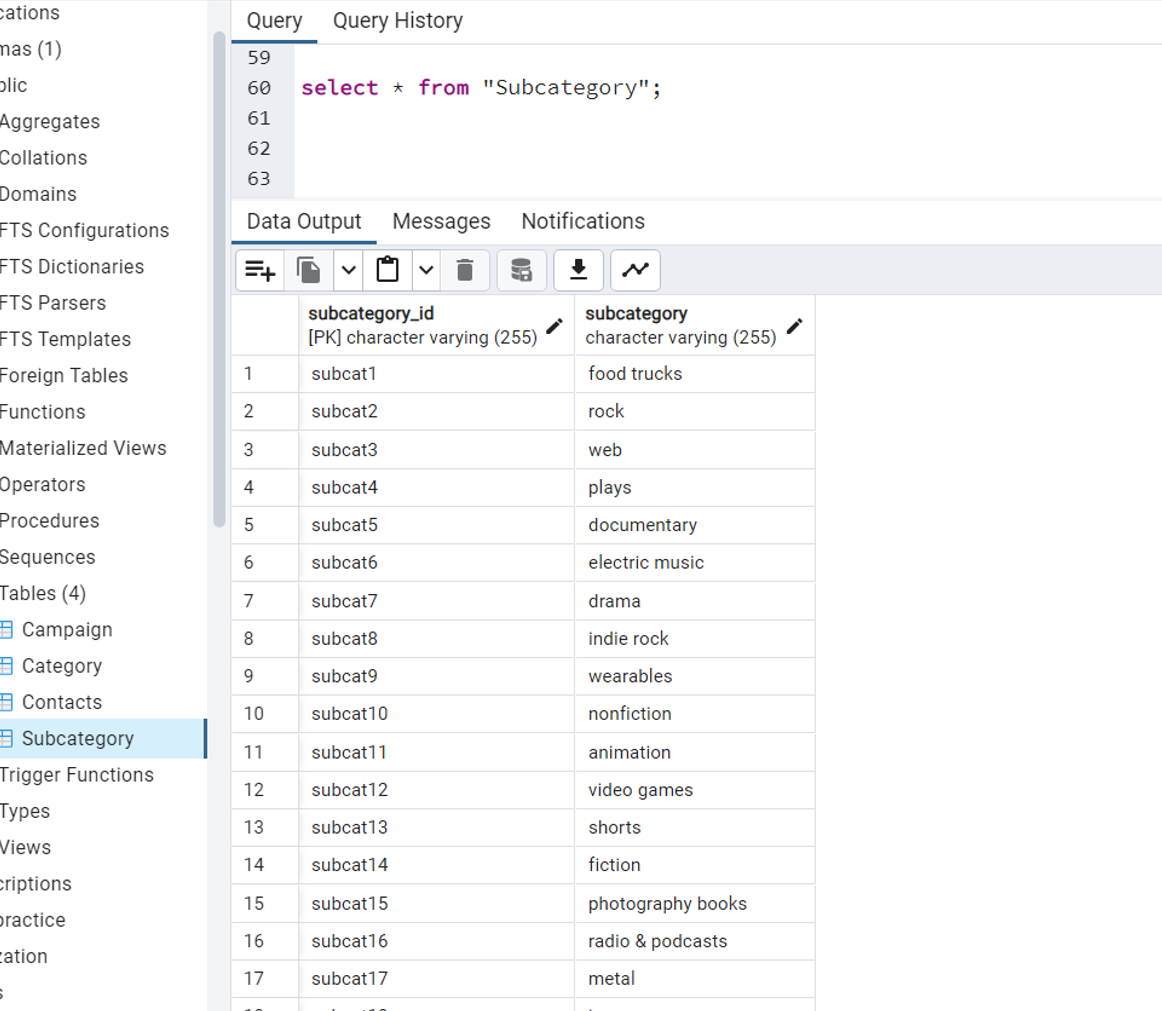 cations
mas (1)
blic
Aggregates
Collations
Domains
FTS Configurations
FTS Dictionaries
FTS Parsers
FTS Templates
Foreign Tables
Functions
Materialized Views
Operators
Procedures
Sequences
Tables (4)
Campaign
Category
Contacts
Subcategory
Trigger Functions
Types
Views
criptions
practice
zation
s
Query Query History
59
60 select * from "Subcategory";
61
62
63
Data Output Messages Notifications
subcategory_id subcategory
[PK] character varying (255) character varying (255)
1 subcat1 food trucks
2 subcat2 rock
3 subcat3 web
4 subcat4 plays
5 subcat5 documentary
6 subcat6 electric music
7 subcat7 drama
8 subcat8 indie rock
9 subcat9 wearables
10 subcat10 nonfiction
11 subcat11 animation
12 subcat12 video games
13 subcat13 shorts
14 subcat14 fiction
15 subcat15 photography books
16 subcat16 radio & podcasts
17 subcat17 metal